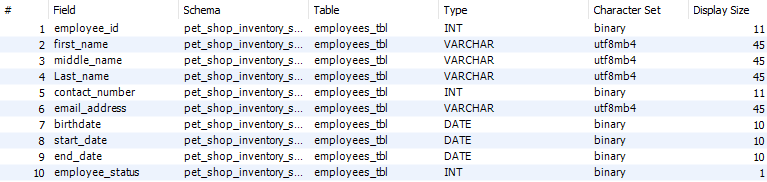 # Field Schema Table Type Character Set Display Size
1 employee_id pet_shop_inventory_s... employees_tbl INT binary 11
2 first_name pet_shop_inventory_s... employees_tbl VARCHAR utf8mb4 45
3 middle_name pet_shop_inventory_s... employees_tbl VARCHAR utf8mb4 45
4 Last_name pet_shop_inventory_s... employees_tbl VARCHAR utf8mb4 45
5 contact_number pet_shop_inventory_s... employees_tbl INT binary 11
6 email_address pet_shop_inventory_s... employees_tbl VARCHAR utf8mb4 45
7 birthdate pet_shop_inventory_s... employees_tbl DATE binary 10
8 start_date pet_shop_inventory_s... employees_tbl DATE binary 10
9 end_date pet_shop_inventory_s... employees_tbl DATE binary 10
10 employee_status pet_shop_inventory_s... employees_tbl INT binary 1